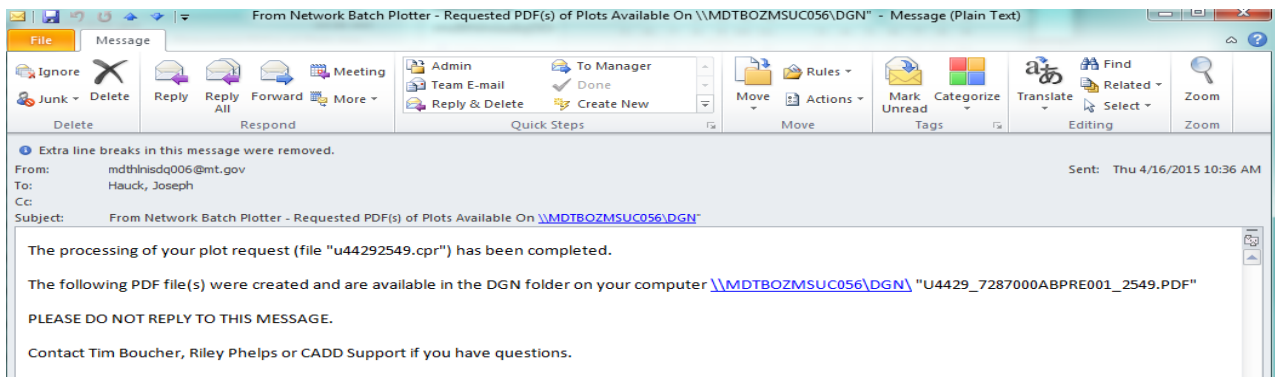 From Network Batch Plotter - Requested PDF(s) of Plots Available On \\MDTBOZMSUC056\DGN" - Message (Plain Text)
File Message
Ignore
Junk
Delete
Reply
Reply All
Forward
Meeting
More
Admin
Team E-mail
Reply & Delete
To Manager
Done
Create New
Move
Rules
Actions
Mark Unread
Categorize
Translate
Find
Related
Select
Zoom
Delete Respond Quick Steps Move Tags Editing Zoom
Extra line breaks in this message were removed.
From: mdthlnisdq006@mt.gov Sent: Thu 4/16/2015 10:36 AM
To: Hauck, Joseph
Cc:
Subject: From Network Batch Plotter - Requested PDF(s) of Plots Available On \\MDTBOZMSUC056\DGN"
The processing of your plot request (file "u44292549.cpr") has been completed.
The following PDF file(s) were created and are available in the DGN folder on your computer \\MDTBOZMSUC056\DGN\ "U4429_7287000ABPRE001_2549.PDF"
PLEASE DO NOT REPLY TO THIS MESSAGE.
Contact Tim Boucher, Riley Phelps or CADD Support if you have questions.